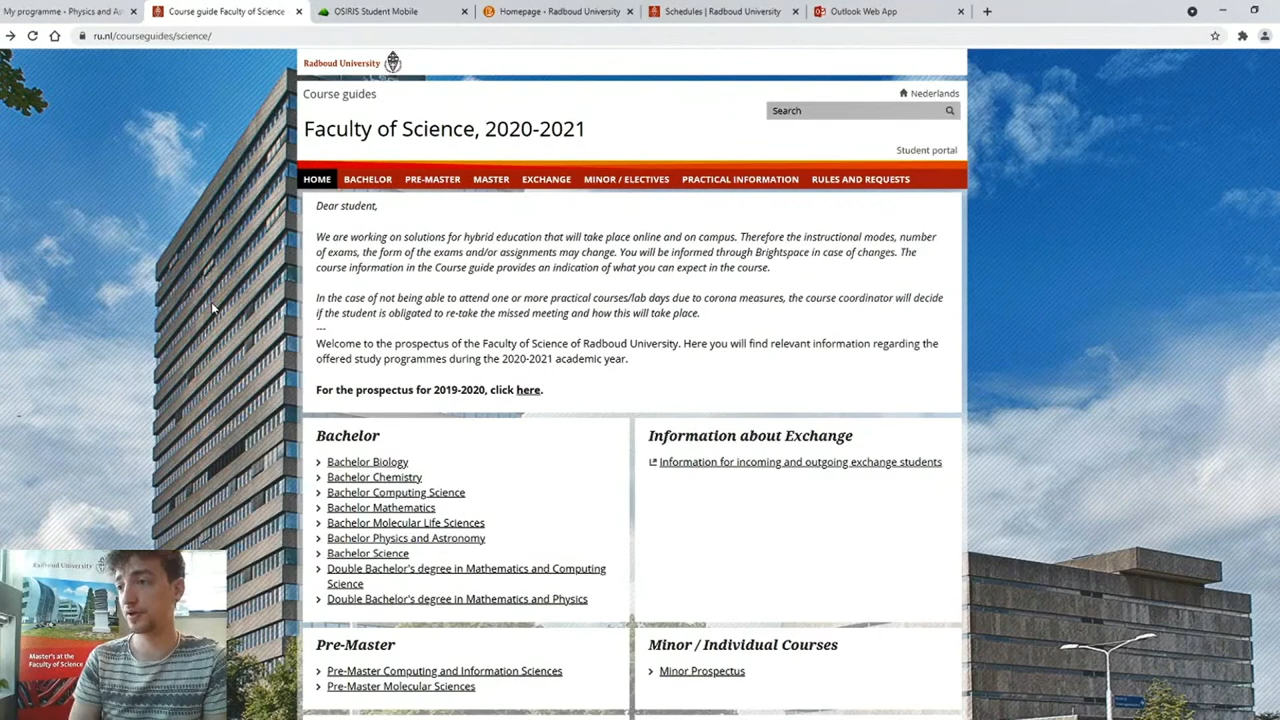 My programme - Physics and As
Course guide Faculty of Science
OSIRIS Student Mobile
Homepage - Radboud University
Schedules | Radboud University
Outlook Web App
ru.nl/courseguides/science/
Radboud University
Course guides
Nederlands
Search
Faculty of Science, 2020-2021
Student portal
HOME BACHELOR PRE-MASTER MASTER EXCHANGE MINOR / ELECTIVES PRACTICAL INFORMATION RULES AND REQUESTS
Dear student,
We are working on solutions for hybrid education that will take place online and on campus. Therefore the instructional modes, number
of exams, the form of the exams and/or assignments may change. You will be informed through Brightspace in case of changes. The
course information in the Course guide provides an indication of what you can expect in the course.
In the case of not being able to attend one or more practical courses/lab days due to corona measures, the course coordinator will decide
if the student is obligated to re-take the missed meeting and how this will take place.
---
Welcome to the prospectus of the Faculty of Science of Radboud University. Here you will find relevant information regarding the
offered study programmes during the 2020-2021 academic year.
For the prospectus for 2019-2020, click here.
Bachelor
Bachelor Biology
Bachelor Chemistry
Bachelor Computing Science
Bachelor Mathematics
Bachelor Molecular Life Sciences
Bachelor Physics and Astronomy
Bachelor Science
Double Bachelor's degree in Mathematics and Computing
Science
Double Bachelor's degree in Mathematics and Physics
Information about Exchange
Information for incoming and outgoing exchange students
Pre-Master
Pre-Master Computing and Information Sciences
Pre-Master Molecular Sciences
Minor / Individual Courses
Minor Prospectus
Radboud University
Master's at the
Faculty of Science